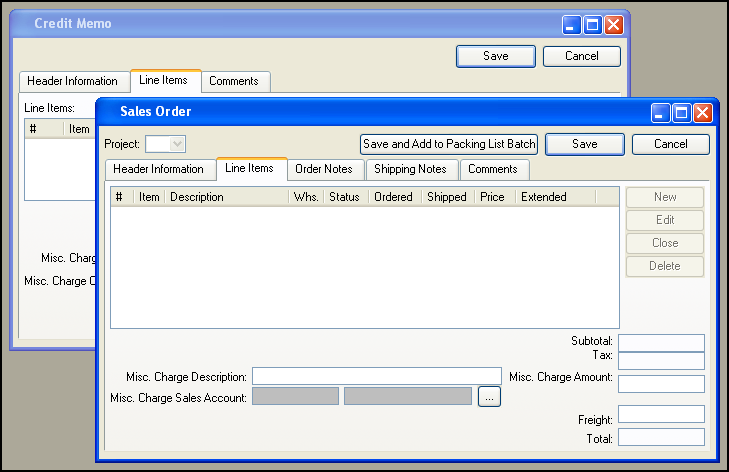 Credit Memo
Save Cancel
Header Information Line Items Comments
Line Items:
# Item
Misc. Charge
Misc. Charge C
Sales Order
Project: Save and Add to Packing List Batch Save Cancel
Header Information Line Items Order Notes Shipping Notes Comments
# Item Description Whs. Status Ordered Shipped Price Extended
New
Edit
Close
Delete
Subtotal:
Tax:
Misc. Charge Description: Misc. Charge Amount:
Misc. Charge Sales Account: ...
Freight:
Total: